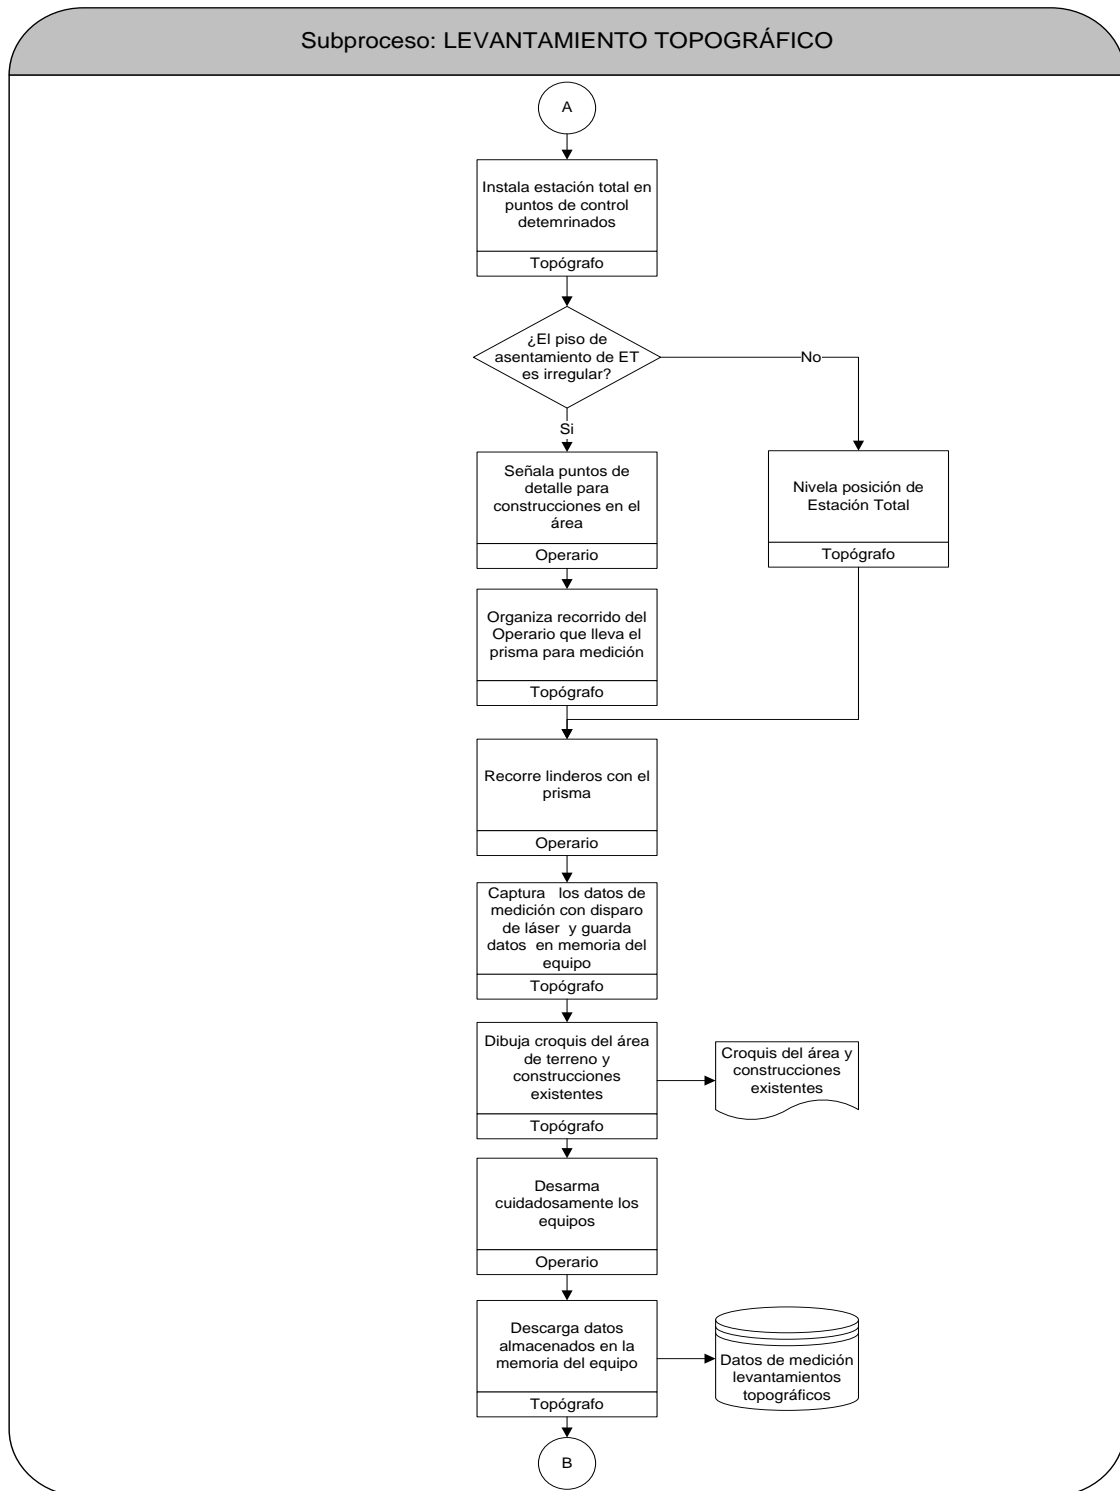 Subproceso: LEVANTAMIENTO TOPOGRÁFICO
A
Instala estación total en
puntos de control
detemrinados
Topógrafo
¿El piso de
asentamiento de ET
es irregular?
No
Si
Señala puntos de
detalle para
construcciones en el
área
Operario
Nivela posición de
Estación Total
Topógrafo
Organiza recorrido del
Operario que lleva el
prisma para medición
Topógrafo
Recorre linderos con el
prisma
Operario
Captura los datos de
medición con disparo
de láser y guarda
datos en memoria del
equipo
Topógrafo
Dibuja croquis del área
de terreno y
construcciones
existentes
Topógrafo
Croquis del área y
construcciones
existentes
Desarma
cuidadosamente los
equipos
Operario
Descarga datos
almacenados en la
memoria del equipo
Topógrafo
Datos de medición
levantamientos
topográficos
B